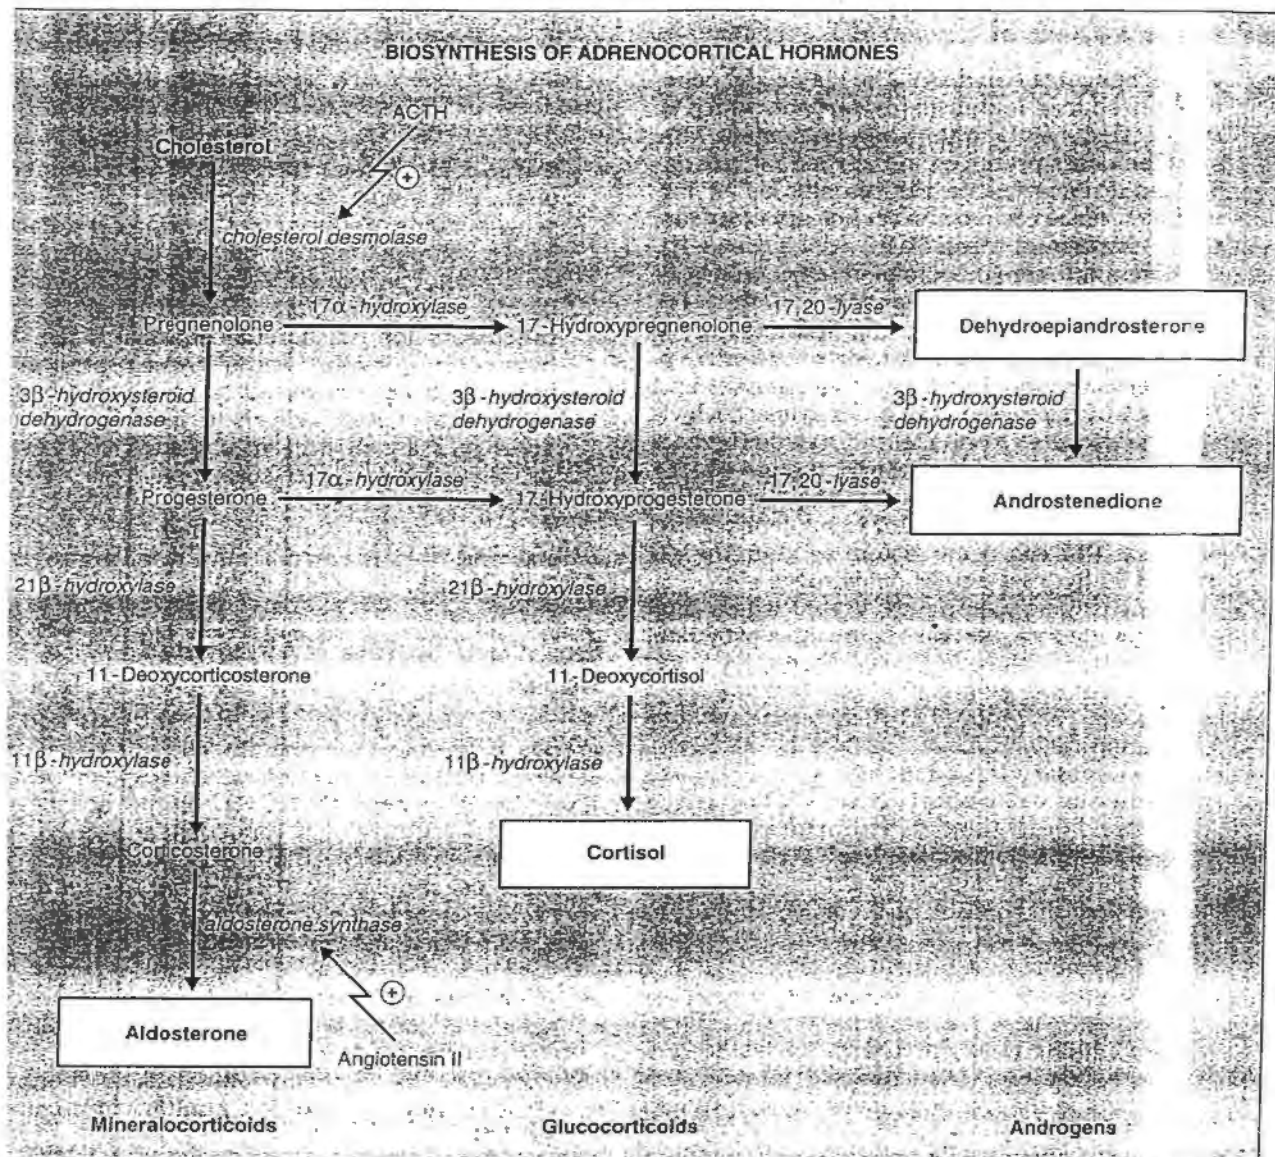 BIOSYNTHESIS OF ADRENOCORTICAL HORMONES
ACTH
Cholesterol
+
cholesterol desmolase
17α-hydroxylase
17,20-lyase
Pregnenolone
17-Hydroxypregnenolone
Dehydroepiandrosterone
3β-hydroxysteroid
dehydrogenase
3β-hydroxysteroid
dehydrogenase
3β-hydroxysteroid
dehydrogenase
17α-hydroxylase
17,20-lyase
Progesterone
17-Hydroxyprogesterone
Androstenedione
21β-hydroxylase
21β-hydroxylase
11-Deoxycorticosterone
11-Deoxycortisol
11β-hydroxylase
11β-hydroxylase
Corticosterone
Cortisol
aldosterone synthase
+
Aldosterone
Angiotensin II
Mineralocorticoids
Glucocorticoids
Androgens